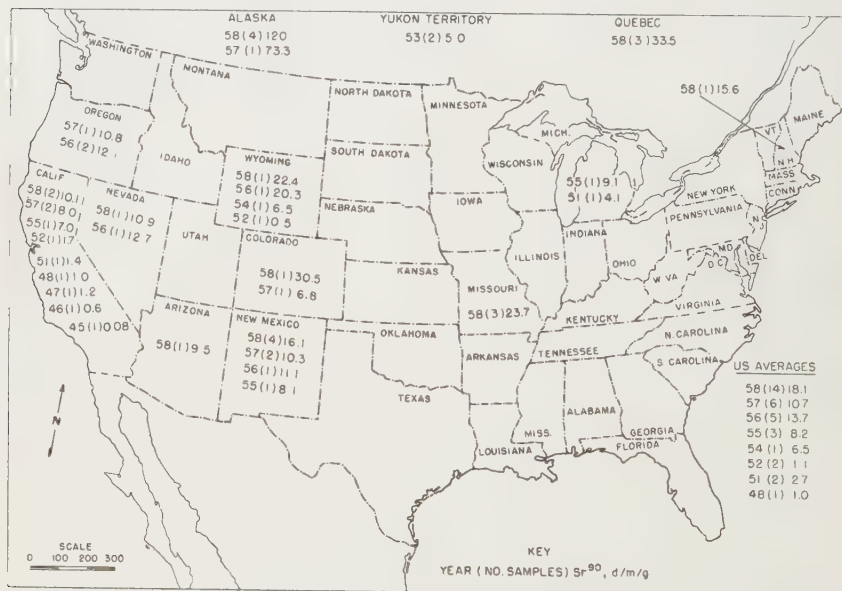 ALASKA
58(4)120
57(1)73.3
YUKON TERRITORY
53(2)5.0
QUEBEC
58(3)33.5
WASHINGTON
MONTANA
NORTH DAKOTA
MINNESOTA
58(1)15.6
MAINE
VT
NH
MASS
CONN
OREGON
57(1)10.8
56(2)12.1
IDAHO
WYOMING
58(1)22.4
56(1)20.3
54(1)6.5
52(1)0.5
SOUTH DAKOTA
WISCONSIN
MICH.
55(1)9.1
51(1)4.1
NEW YORK
PENNSYLVANIA
NJ
CALIF
58(2)10.1
57(2)8.0
55(1)7.0
52(1)1.7
51(1)1.4
48(1)1.0
47(1)1.2
46(1)0.6
45(1)0.08
NEVADA
58(1)10.9
56(1)12.7
UTAH
COLORADO
58(1)30.5
57(1)6.8
NEBRASKA
IOWA
KANSAS
MISSOURI
58(3)23.7
ILLINOIS
INDIANA
OHIO
W VA
MD
DC
DEL
VIRGINIA
KENTUCKY
ARIZONA
58(1)9.5
NEW MEXICO
58(4)16.1
57(2)10.3
56(1)11.1
55(1)8.1
OKLAHOMA
ARKANSAS
TENNESSEE
N.CAROLINA
S CAROLINA
TEXAS
LOUISIANA
MISS.
ALABAMA
GEORGIA
FLORIDA
US AVERAGES
58(14)18.1
57(6)10.7
56(5)13.7
55(3)8.2
54(1)6.5
52(2)1.1
51(2)2.7
48(1)1.0
N
SCALE
0 100 200 300
KEY
YEAR (NO. SAMPLES) Sr⁹⁰, d/m/g